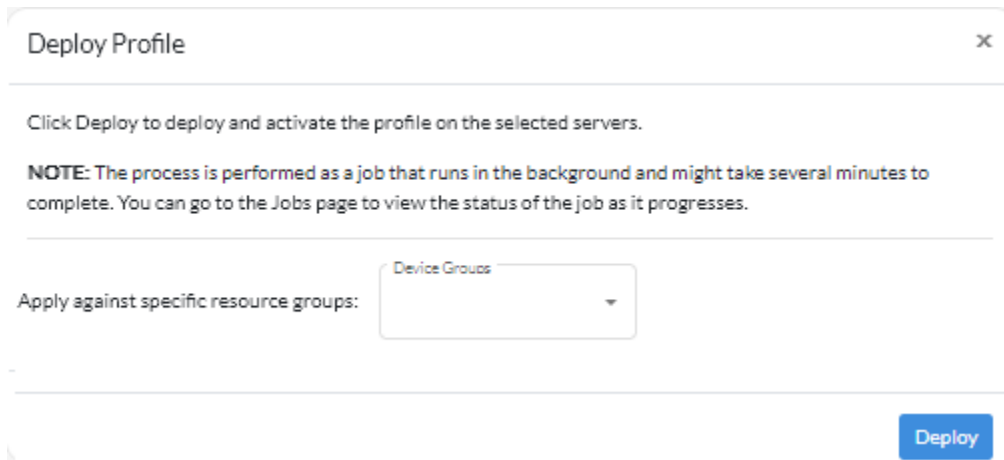 Deploy Profile ×
Click Deploy to deploy and activate the profile on the selected servers.
NOTE: The process is performed as a job that runs in the background and might take several minutes to
complete. You can go to the Jobs page to view the status of the job as it progresses.
Device Groups
Apply against specific resource groups:
Deploy